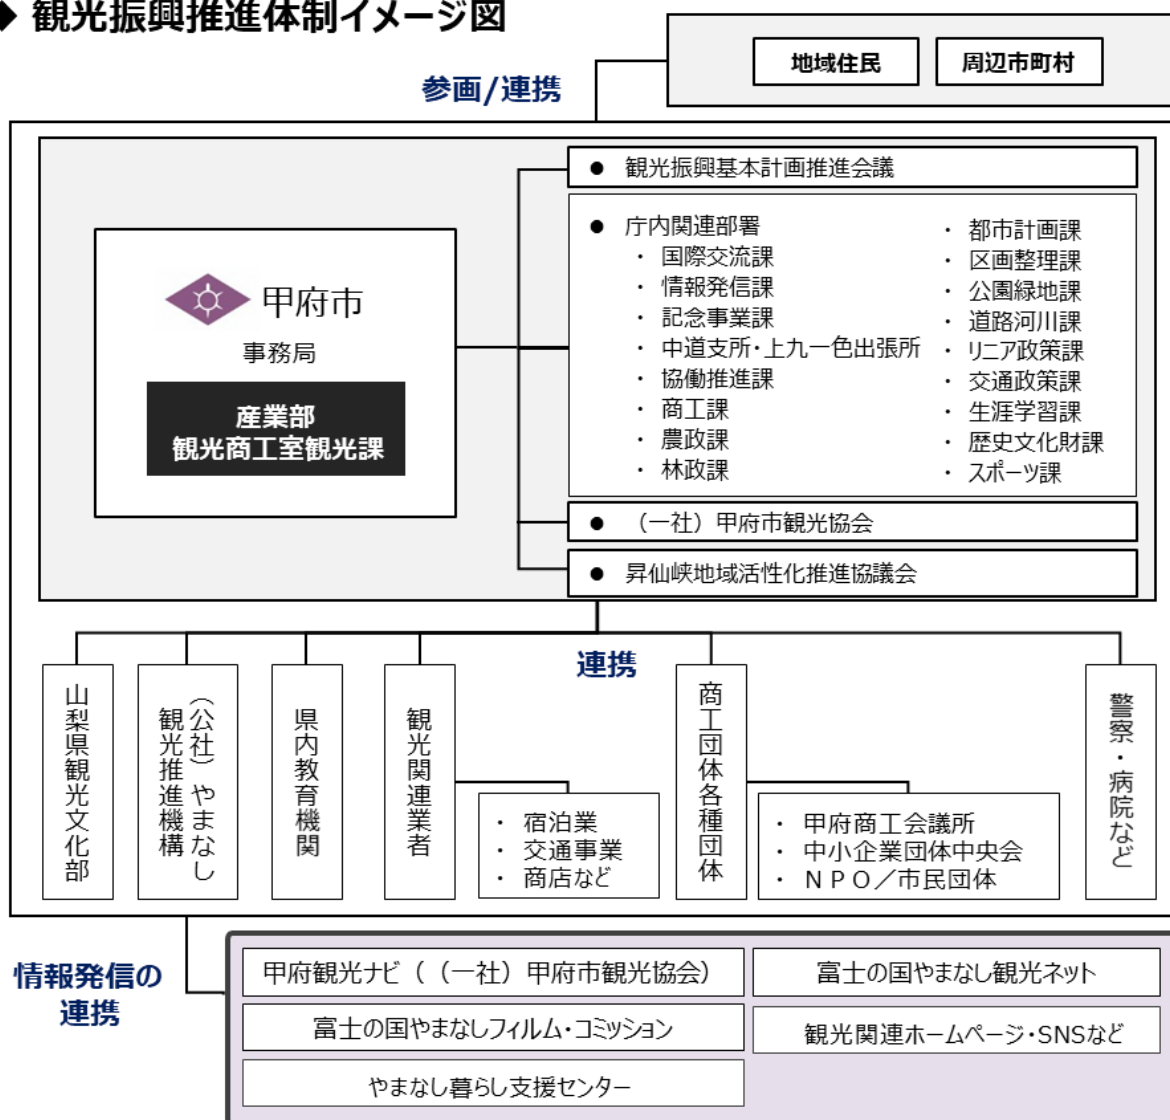 ◆ 観光振興推進体制イメージ図
地域住民
周辺市町村
参画/連携
甲府市
事務局
産業部
観光商工室観光課
● 観光振興基本計画推進会議
● 庁内関連部署
・ 国際交流課
・ 情報発信課
・ 記念事業課
・ 中道支所・上九一色出張所
・ 協働推進課
・ 商工課
・ 農政課
・ 林政課
・ 都市計画課
・ 区画整理課
・ 公園緑地課
・ 道路河川課
・ リニア政策課
・ 交通政策課
・ 生涯学習課
・ 歴史文化財課
・ スポーツ課
● （一社）甲府市観光協会
● 昇仙峡地域活性化推進協議会
連携
山梨県観光文化部
（公社）やまなし
観光推進機構
県内教育機関
観光関連業者
・ 宿泊業
・ 交通事業
・ 商店など
商工団体各種団体
・ 甲府商工会議所
・ 中小企業団体中央会
・ ＮＰＯ／市民団体
警察・病院など
情報発信の
連携
甲府観光ナビ（（一社）甲府市観光協会）
富士の国やまなし観光ネット
富士の国やまなしフィルム・コミッション
観光関連ホームページ・SNSなど
やまなし暮らし支援センター